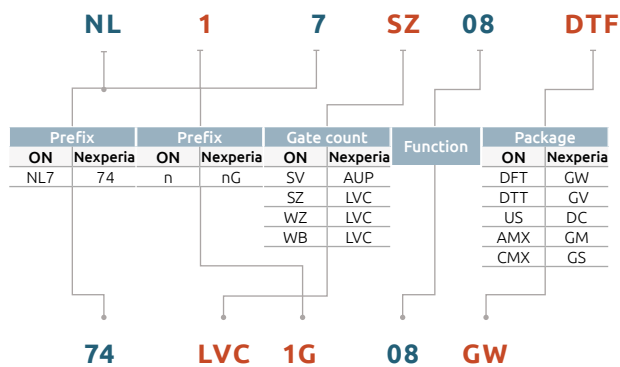 NL 1 7 SZ 08 DTF
Prefix Prefix Gate count Function Package
ON Nexperia ON Nexperia ON Nexperia ON Nexperia
NL7 74 n nG SV AUP DFT GW
SZ LVC DTT GV
WZ LVC US DC
WB LVC AMX GM
CMX GS
74 LVC 1G 08 GW